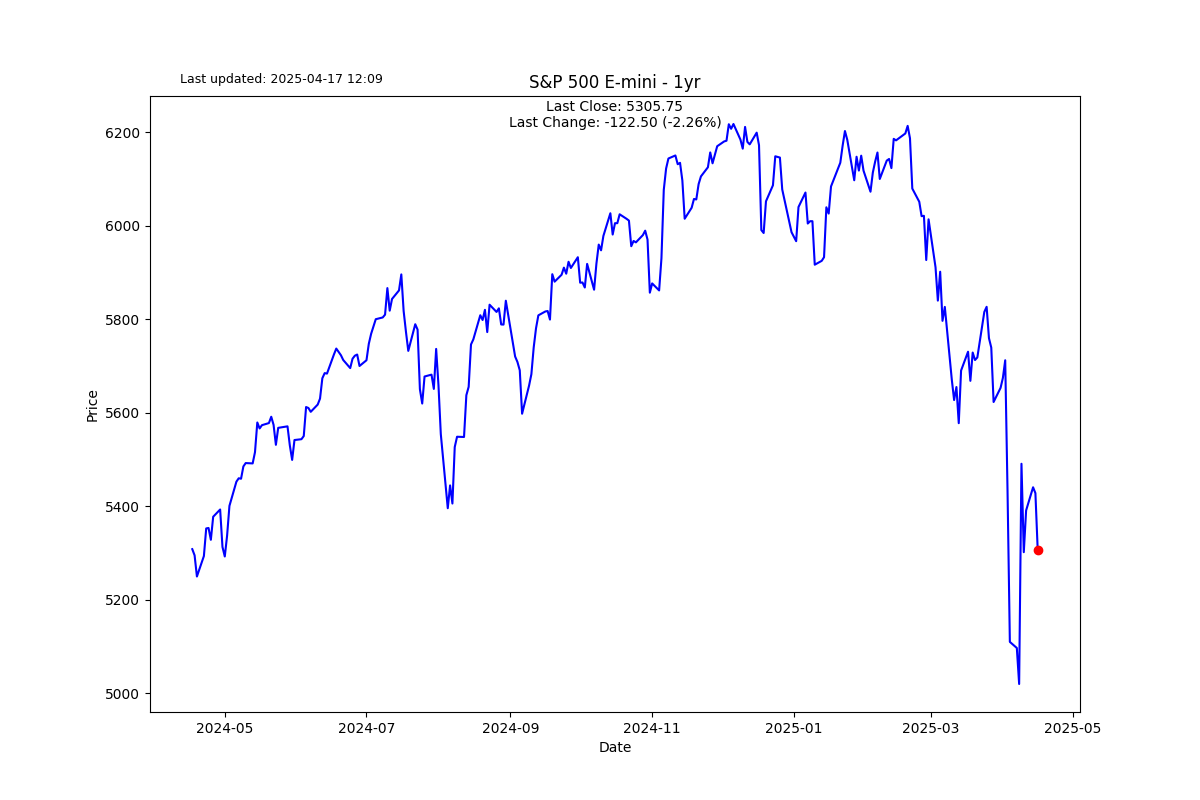 Last updated: 2025-04-17 12:09
S&P 500 E-mini - 1yr
Last Close: 5305.75
Last Change: -122.50 (-2.26%)
6200
6000
5800
5600
5400
5200
5000
Price
2024-05
2024-07
2024-09
2024-11
2025-01
2025-03
2025-05
Date